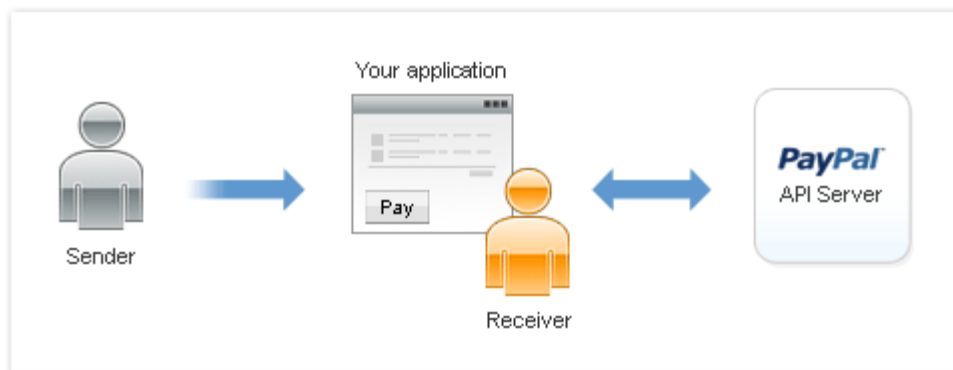 Your application
Pay
Sender
Receiver
PayPal
API Server